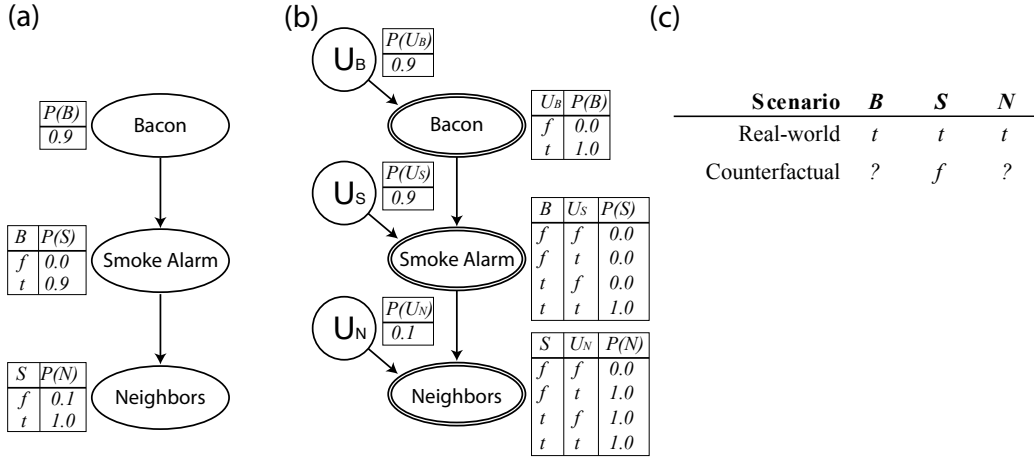 (a)
P(B)
0.9
Bacon
B P(S)
f 0.0
t 0.9
Smoke Alarm
S P(N)
f 0.1
t 1.0
Neighbors
(b)
UB
P(UB)
0.9
Bacon
UB P(B)
f 0.0
t 1.0
US
P(US)
0.9
Smoke Alarm
B US P(S)
f f 0.0
f t 0.0
t f 0.0
t t 1.0
UN
P(UN)
0.1
Neighbors
S UN P(N)
f f 0.0
f t 1.0
t f 1.0
t t 1.0
(c)
Scenario B S N
Real-world t t t
Counterfactual ? f ?